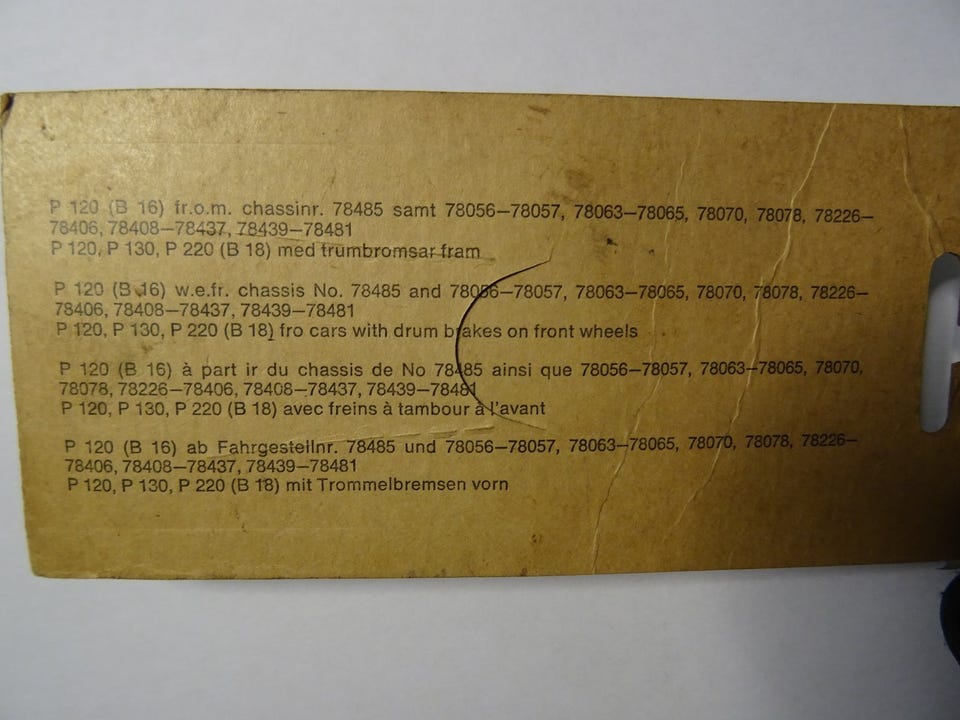 P 120 (B 16) fr.o.m. chassinr. 78485 samt 78056–78057, 78063–78065, 78070, 78078, 78226–
78406, 78408–78437, 78439–78481
P 120, P 130, P 220 (B 18) med trumbromsar fram
P 120 (B 16) w.e.fr. chassis No. 78485 and 78056–78057, 78063–78065, 78070, 78078, 78226–
78406, 78408–78437, 78439–78481
P 120, P 130, P 220 (B 18) fro cars with drum brakes on front wheels
P 120 (B 16) à part ir du chassis de No 78485 ainsi que 78056–78057, 78063–78065, 78070,
78078, 78226–78406, 78408–78437, 78439–78481
P 120, P 130, P 220 (B 18) avec freins à tambour à l'avant
P 120 (B 16) ab Fahrgestellnr. 78485 und 78056–78057, 78063–78065, 78070, 78078, 78226–
78406, 78408–78437, 78439–78481
P 120, P 130, P 220 (B 18) mit Trommelbremsen vorn